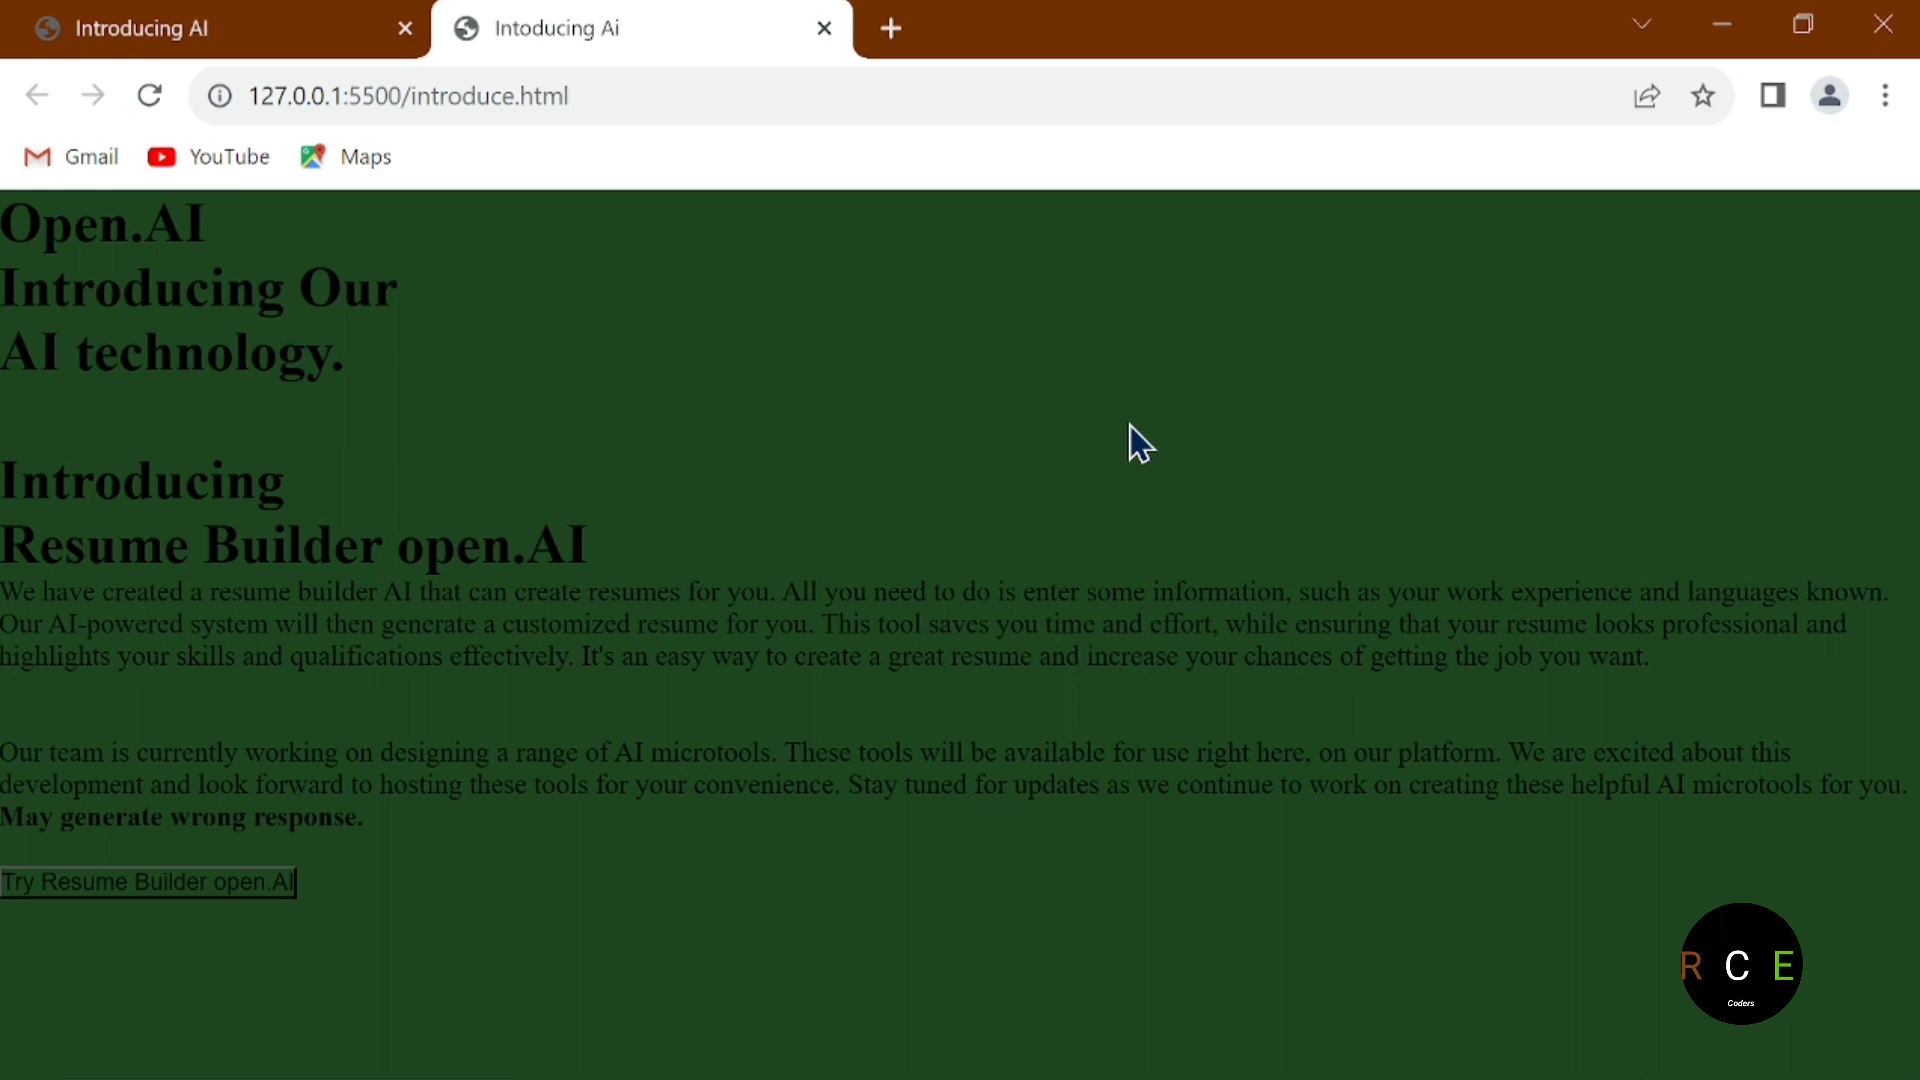 Introducing AI
Intoducing Ai
127.0.0.1:5500/introduce.html
Gmail
YouTube
Maps
Open.AI
Introducing Our
AI technology.
Introducing
Resume Builder open.AI
We have created a resume builder AI that can create resumes for you. All you need to do is enter some information, such as your work experience and languages known.
Our AI-powered system will then generate a customized resume for you. This tool saves you time and effort, while ensuring that your resume looks professional and
highlights your skills and qualifications effectively. It's an easy way to create a great resume and increase your chances of getting the job you want.
Our team is currently working on designing a range of AI microtools. These tools will be available for use right here, on our platform. We are excited about this
development and look forward to hosting these tools for your convenience. Stay tuned for updates as we continue to work on creating these helpful AI microtools for you.
May generate wrong response.
Try Resume Builder open.AI
R C E
Coders